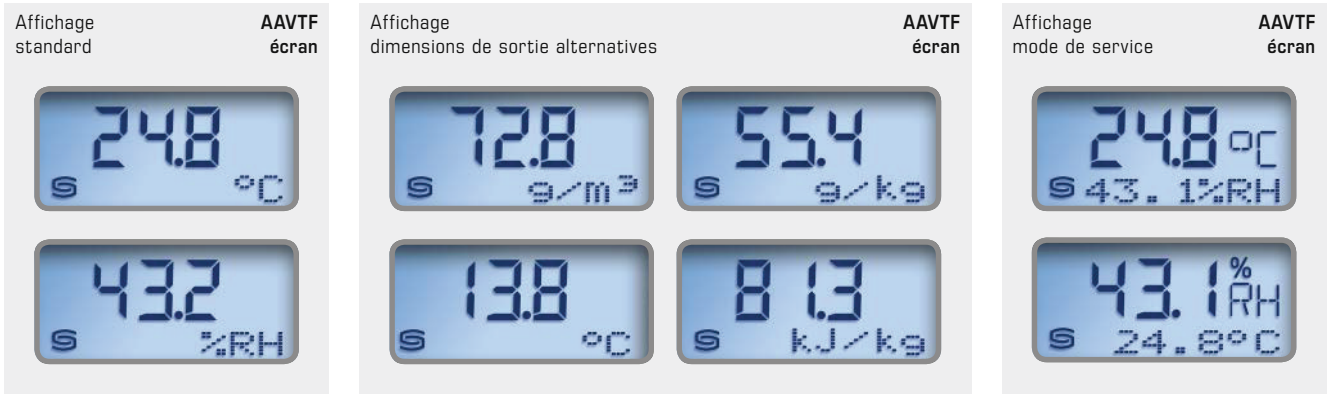 Affichage AAVTF
standard écran
24.8
°C
43.2
%RH
Affichage AAVTF
dimensions de sortie alternatives écran
72.8
g/m³
55.4
g/kg
13.8
°C
81.3
kJ/kg
Affichage AAVTF
mode de service écran
24.8 °C
43.1%RH
43.1 %RH
24.8°C